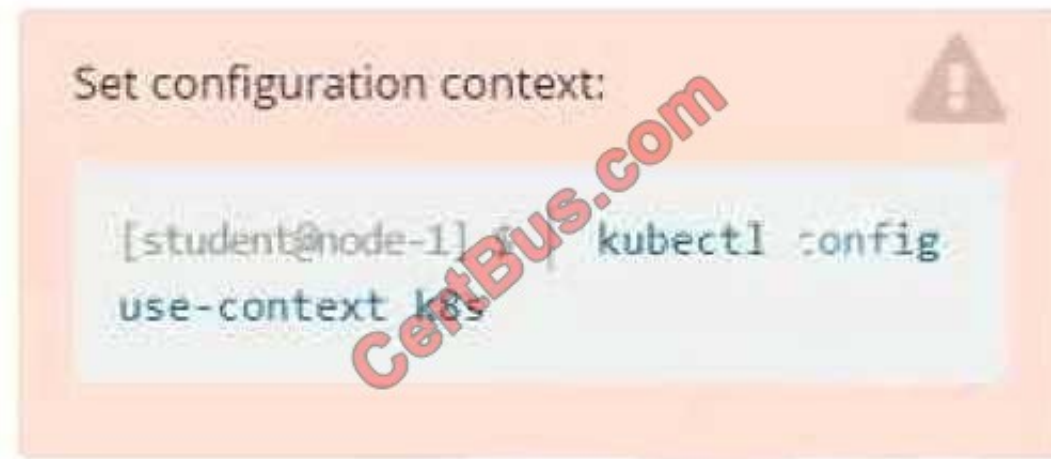 Set configuration context:
[student@node-1] $ | kubectl config
use-context k8s
CertBus.com